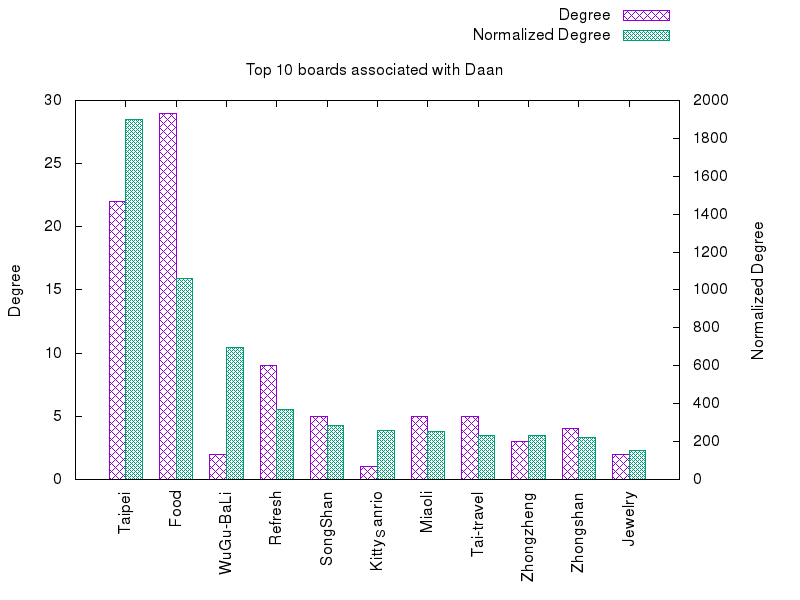 Degree
Normalized Degree
Top 10 boards associated with Daan
30
25
20
15
10
5
0
2000
1800
1600
1400
1200
1000
800
600
400
200
0
Degree
Normalized Degree
Taipei
Food
WuGu-BaLi
Refresh
SongShan
Kittysanrio
Miaoli
Tai-travel
Zhongzheng
Zhongshan
Jewelry